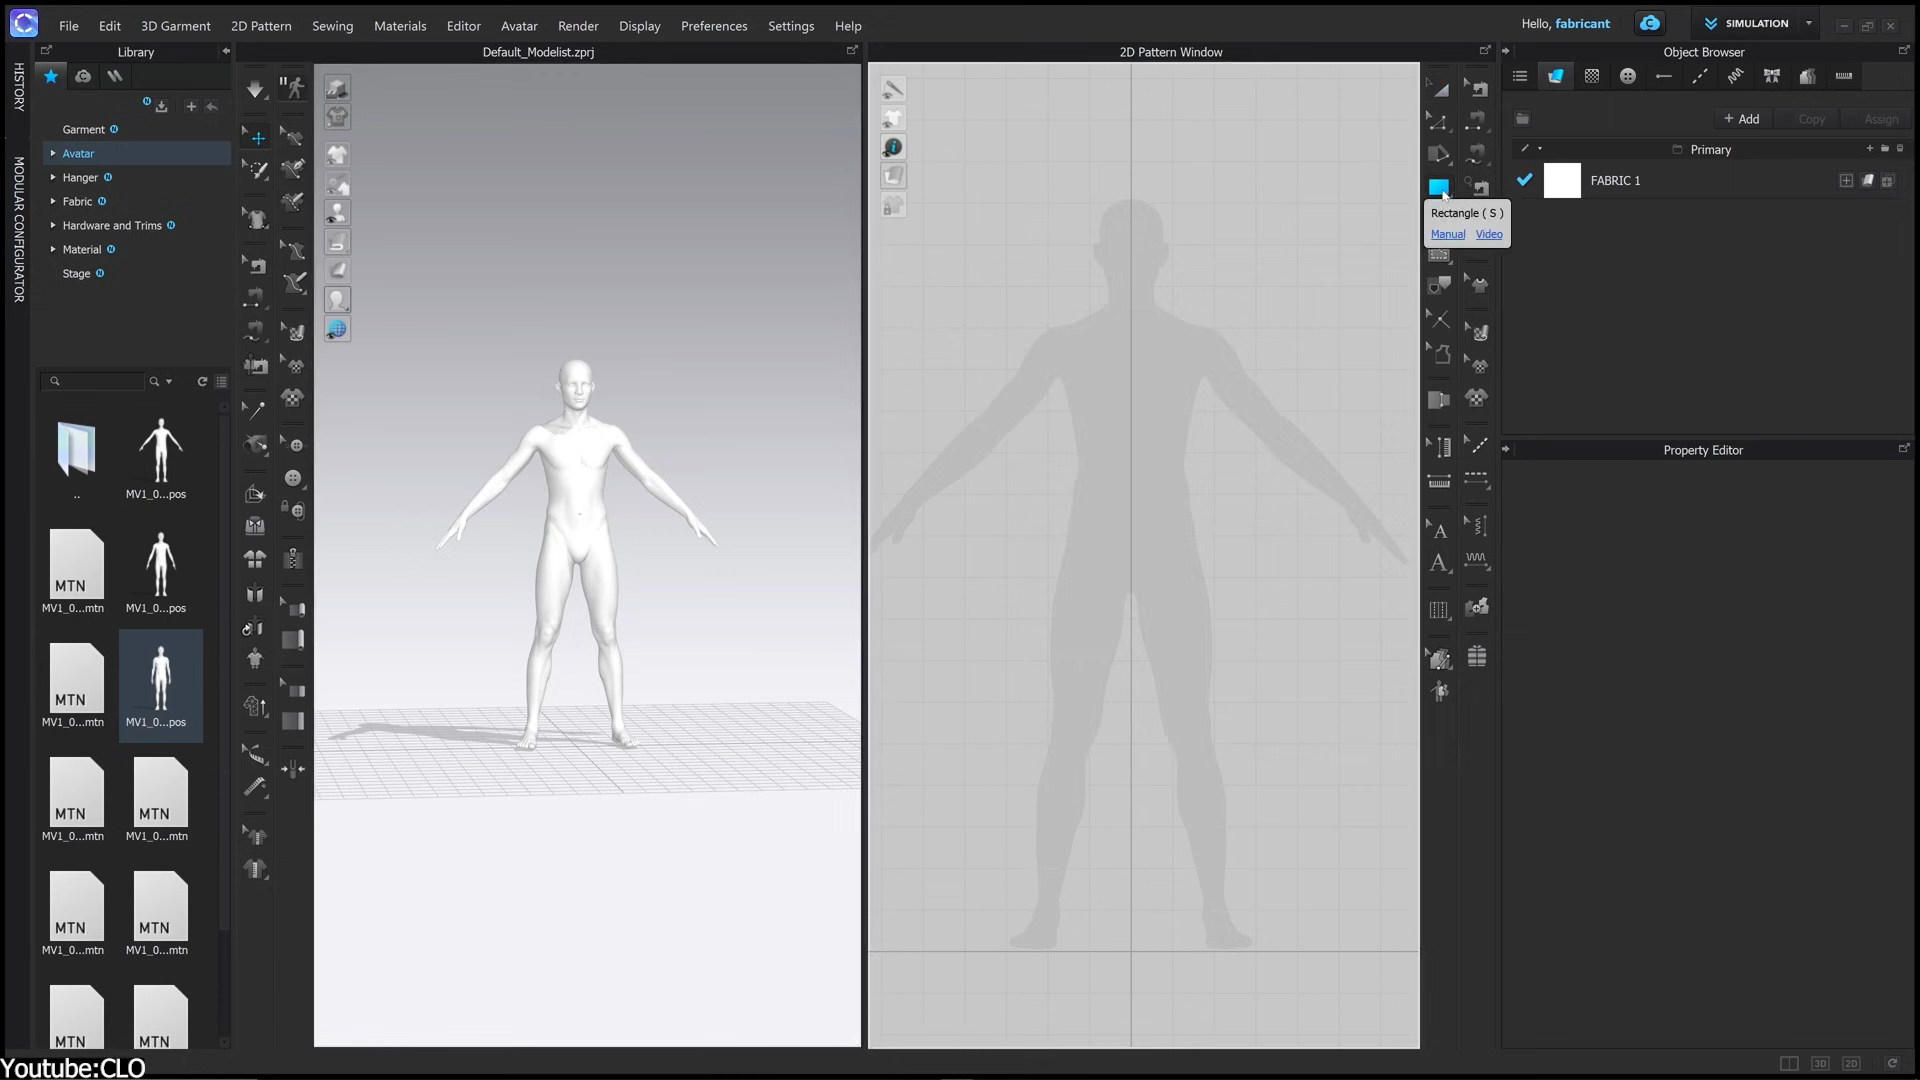 File Edit 3D Garment 2D Pattern Sewing Materials Editor Avatar Render Display Preferences Settings Help
Hello, fabricant
SIMULATION
Library
Default_Modelist.zprj
2D Pattern Window
Object Browser
HISTORY
MODULAR CONFIGURATOR
Garment N
Avatar
Hanger N
Fabric N
Hardware and Trims N
Material N
Stage N
+ Add Copy Assign
Primary
FABRIC 1
Rectangle ( S )
Manual Video
Property Editor
..
MV1_0...pos
MTN
MV1_0...mtn
MV1_0...pos
MTN
MV1_0...mtn
MV1_0...pos
MTN
MTN
MV1_0...mtn
MV1_0...mtn
MTN
MTN
MV1_0...mtn
MV1_0...mtn
MTN
MTN
A
A
3D
2D
Youtube:CLO